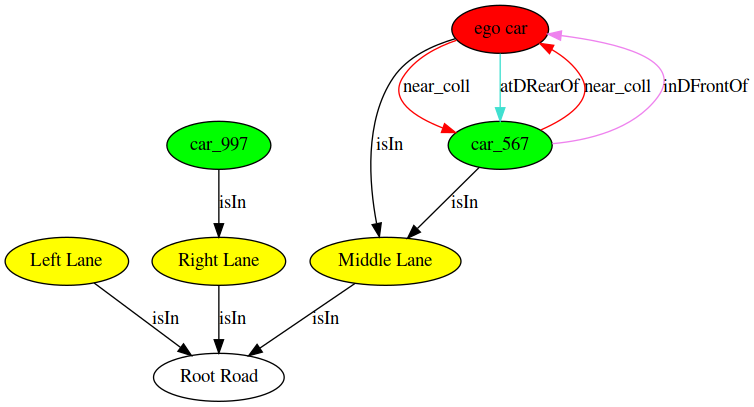 ego car
near_coll
atDRearOf
near_coll
inDFrontOf
car_997
isIn
car_567
isIn
isIn
Left Lane
Right Lane
Middle Lane
isIn
isIn
isIn
Root Road